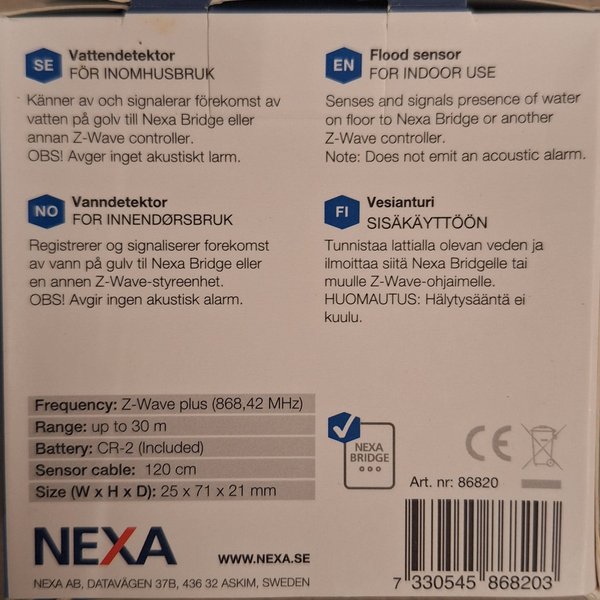 SE Vattendetektor
FÖR INOMHUSBRUK
Känner av och signalerar förekomst av
vatten på golv till Nexa Bridge eller
annan Z-Wave controller.
OBS! Avger inget akustiskt larm.
EN Flood sensor
FOR INDOOR USE
Senses and signals presence of water
on floor to Nexa Bridge or another
Z-Wave controller.
Note: Does not emit an acoustic alarm.
NO Vanndetektor
FOR INNENDØRSBRUK
Registrerer og signaliserer forekomst
av vann på gulv til Nexa Bridge eller
en annen Z-Wave-styreenhet.
OBS! Avgir ingen akustisk alarm.
FI Vesianturi
SISÄKÄYTTÖÖN
Tunnistaa lattialla olevan veden ja
ilmoittaa siitä Nexa Bridgelle tai
muulle Z-Wave-ohjaimelle.
HUOMAUTUS: Hälytysääntä ei
kuulu.
Frequency: Z-Wave plus (868,42 MHz)
Range: up to 30 m
Battery: CR-2 (Included)
Sensor cable: 120 cm
Size (W x H x D): 25 x 71 x 21 mm
NEXA
BRIDGE
CE
Art. nr: 86820
NEXA
WWW.NEXA.SE
NEXA AB, DATAVÄGEN 37B, 436 32 ASKIM, SWEDEN
7 330545 868203